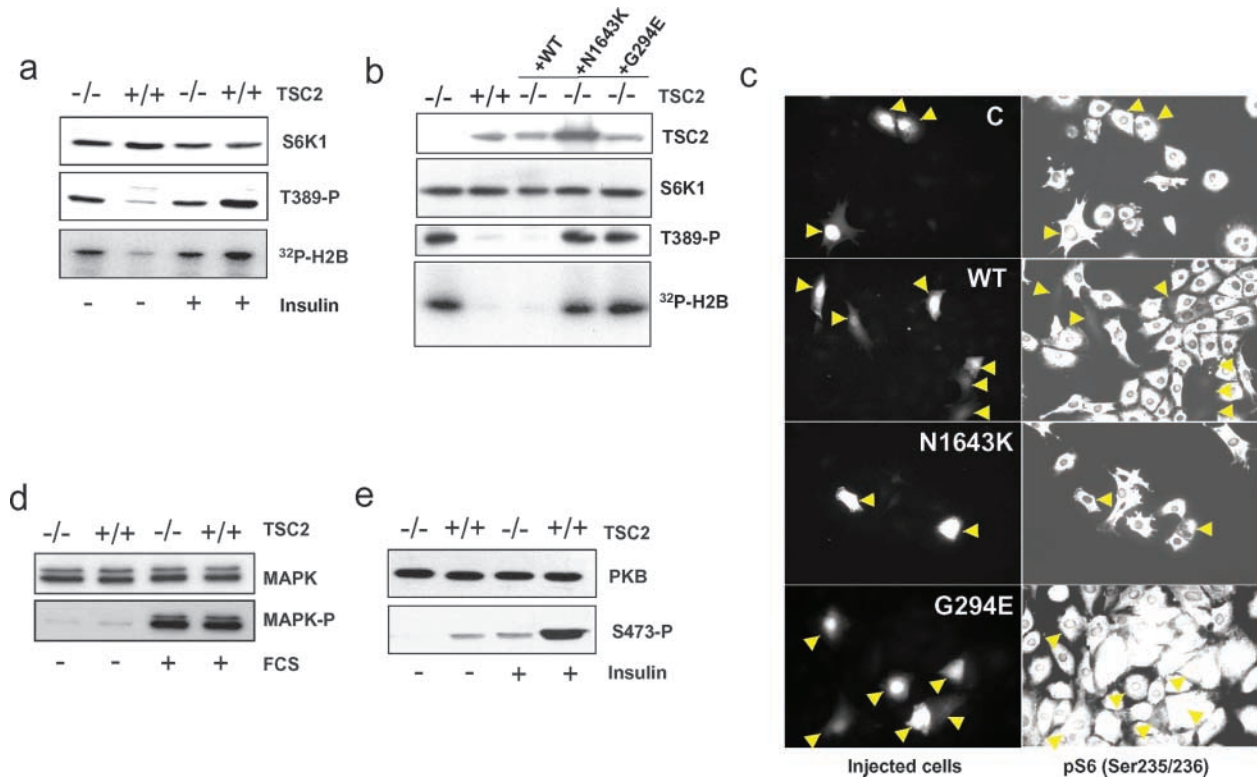 a
-/- +/+ -/- +/+ TSC2
S6K1
T389-P
32P-H2B
- - + + Insulin
b
+WT +N1643K +G294E
-/- +/+ -/- -/- -/- TSC2
TSC2
S6K1
T389-P
32P-H2B
c
C
WT
N1643K
G294E
Injected cells pS6 (Ser235/236)
d
-/- +/+ -/- +/+ TSC2
MAPK
MAPK-P
- - + + FCS
e
-/- +/+ -/- +/+ TSC2
PKB
S473-P
- - + + Insulin